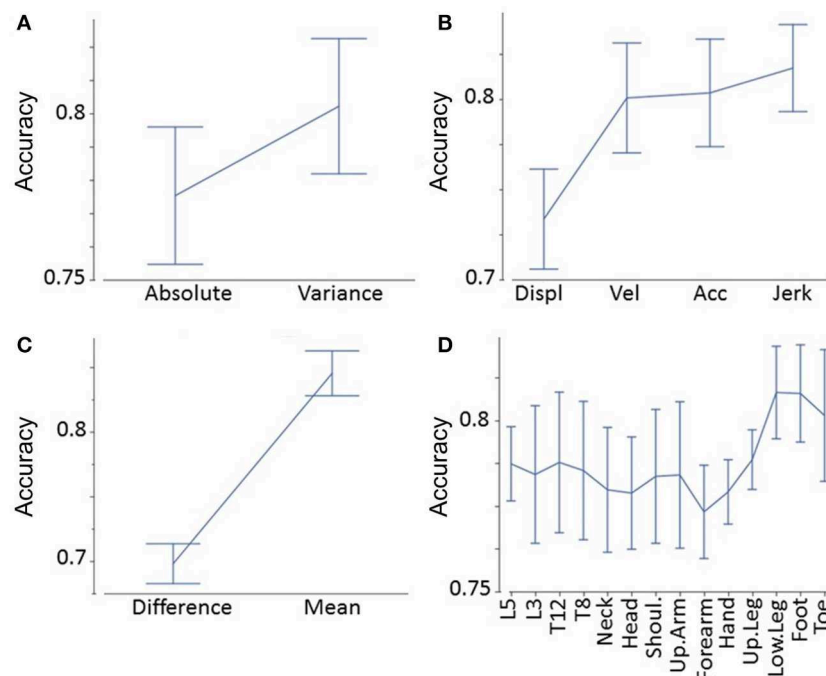 A
Accuracy
0.8
0.75
Absolute Variance
B
Accuracy
0.8
0.7
Displ Vel Acc Jerk
C
Accuracy
0.8
0.7
Difference Mean
D
Accuracy
0.8
0.75
L5
L3
T12
T8
Neck
Head
Shoul.
Up.Arm
Forearm
Hand
Up.Leg
Low.Leg
Foot
Toe